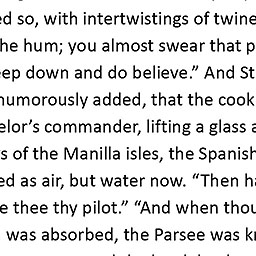 ed so, with intertwistings of twine
he hum; you almost swear that p
eep down and do believe.” And St
humorously added, that the cook
elor’s commander, lifting a glass a
s of the Manilla isles, the Spanish
ed as air, but water now. “Then ha
e thee thy pilot.” “And when thou
was absorbed, the Parsee was k